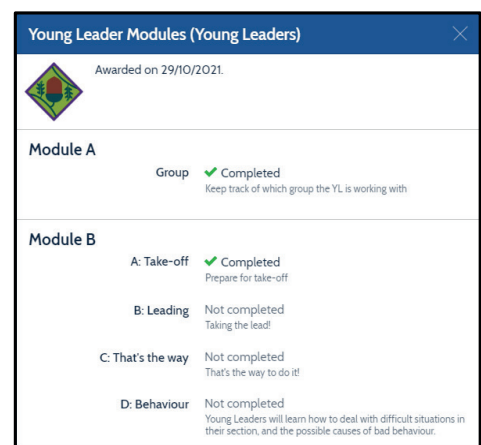 Young Leader Modules (Young Leaders)
Awarded on 29/10/2021.
Module A
Group ✔ Completed
Keep track of which group the YL is working with
Module B
A: Take-off ✔ Completed
Prepare for take-off
B: Leading Not completed
Taking the lead!
C: That's the way Not completed
That's the way to do it!
D: Behaviour Not completed
Young Leaders will learn how to deal with difficult situations in
their section, and the possible causes of bad behaviour.